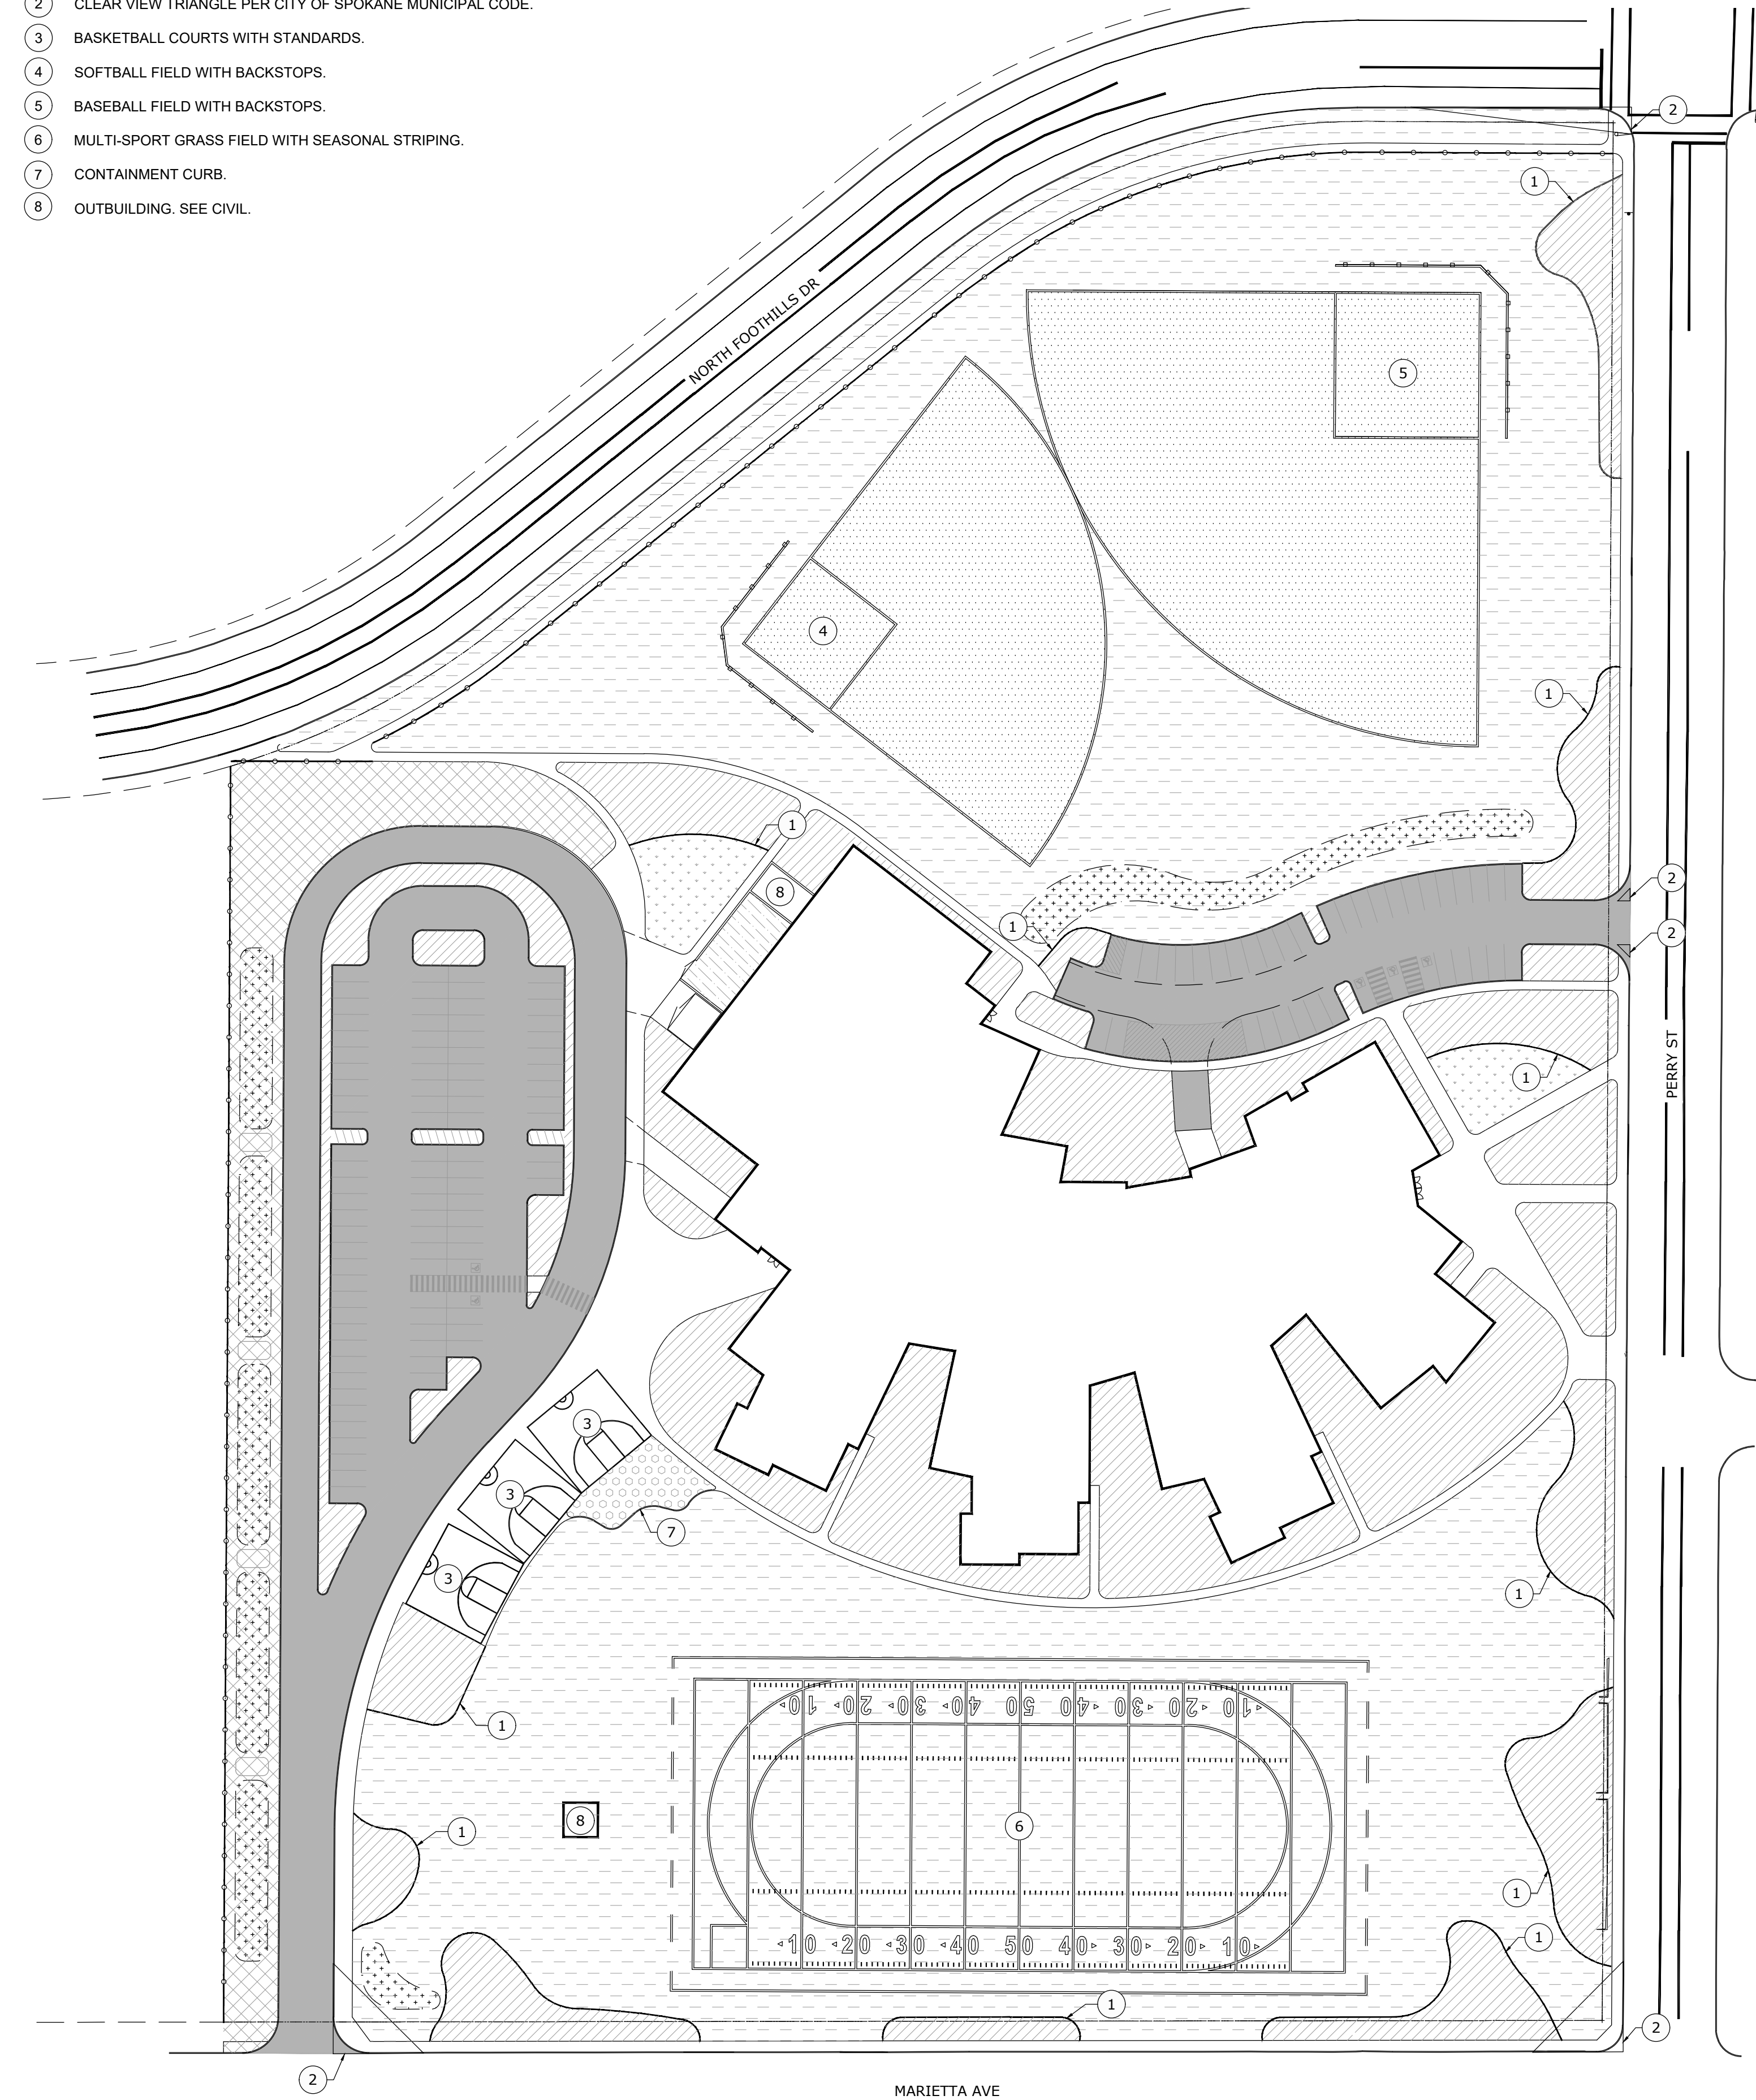 2 CLEAR VIEW TRIANGLE PER CITY OF SPOKANE MUNICIPAL CODE.
3 BASKETBALL COURTS WITH STANDARDS.
4 SOFTBALL FIELD WITH BACKSTOPS.
5 BASEBALL FIELD WITH BACKSTOPS.
6 MULTI-SPORT GRASS FIELD WITH SEASONAL STRIPING.
7 CONTAINMENT CURB.
8 OUTBUILDING. SEE CIVIL.
2
1
NORTH FOOTHILLS DR
5
4
1
1
8
2
1
2
PERRY ST
1
3
3
7
3
1
1
10 20 30 40 50 40 30 20 10
8
1
6
1
1
10 20 30 40 50 40 30 20 10
1
2
2
MARIETTA AVE